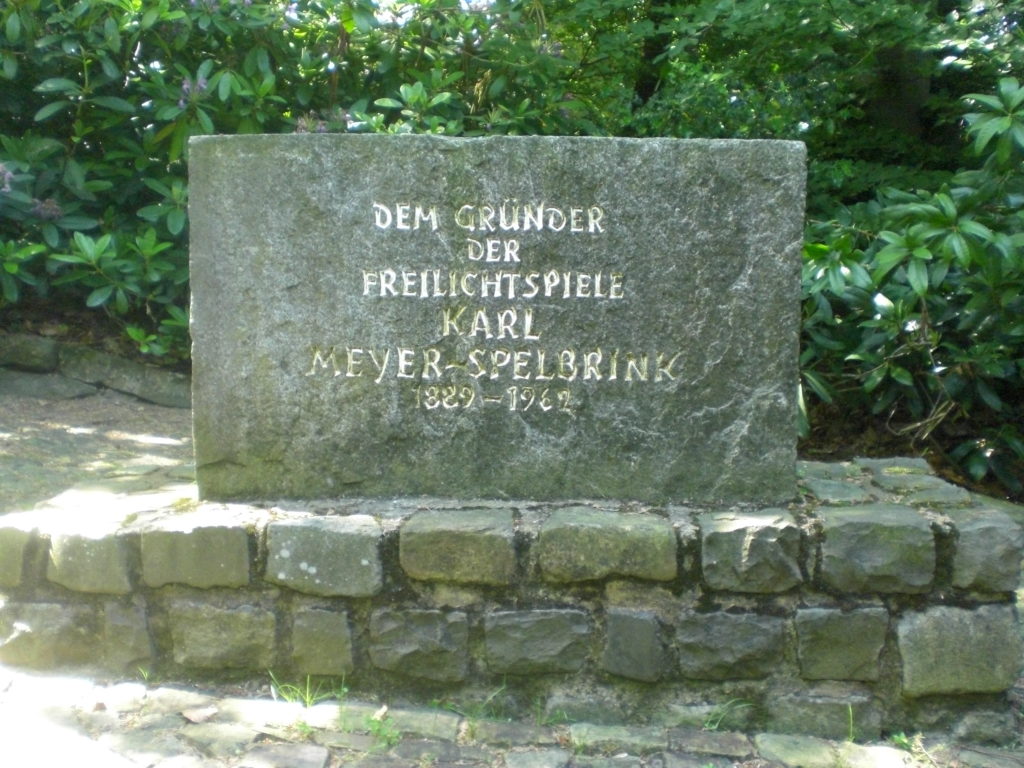 DEM GRÜNDER
DER
FREILICHTSPIELE
KARL
MEYER-SPELBRINK
1889-1962